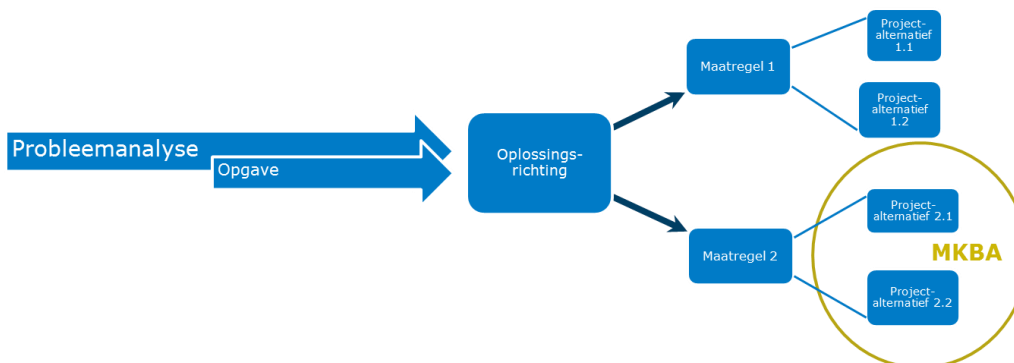 Probleemanalyse
Opgave
Oplossings-
richting
Maatregel 1
Project-
alternatief
1.1
Project-
alternatief
1.2
Maatregel 2
Project-
alternatief 2.1
MKBA
Project-
alternatief 2.2